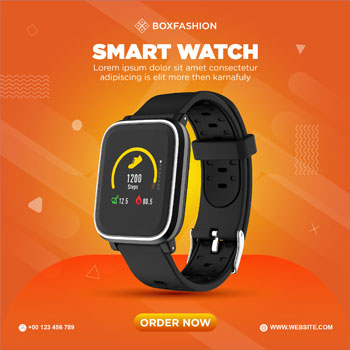 BOXFASHION
SMART WATCH
Lorem ipsum dolor sit amet consectetur
adipiscing is elit theem then karnafuly
1200
Steps
12.5 80.5
ORDER NOW
+00 123 456 789
WWW.WEBSITE.COM